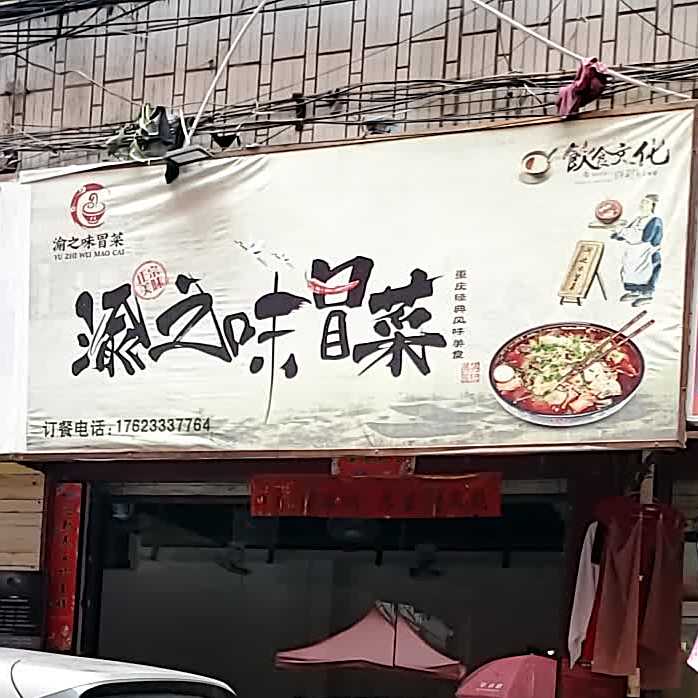 渝之味冒菜
YU ZHI WEI MAO CAI
飲食文化
正宗
美味
渝之味冒菜
重庆经典风味美食
订餐电话:17623337764